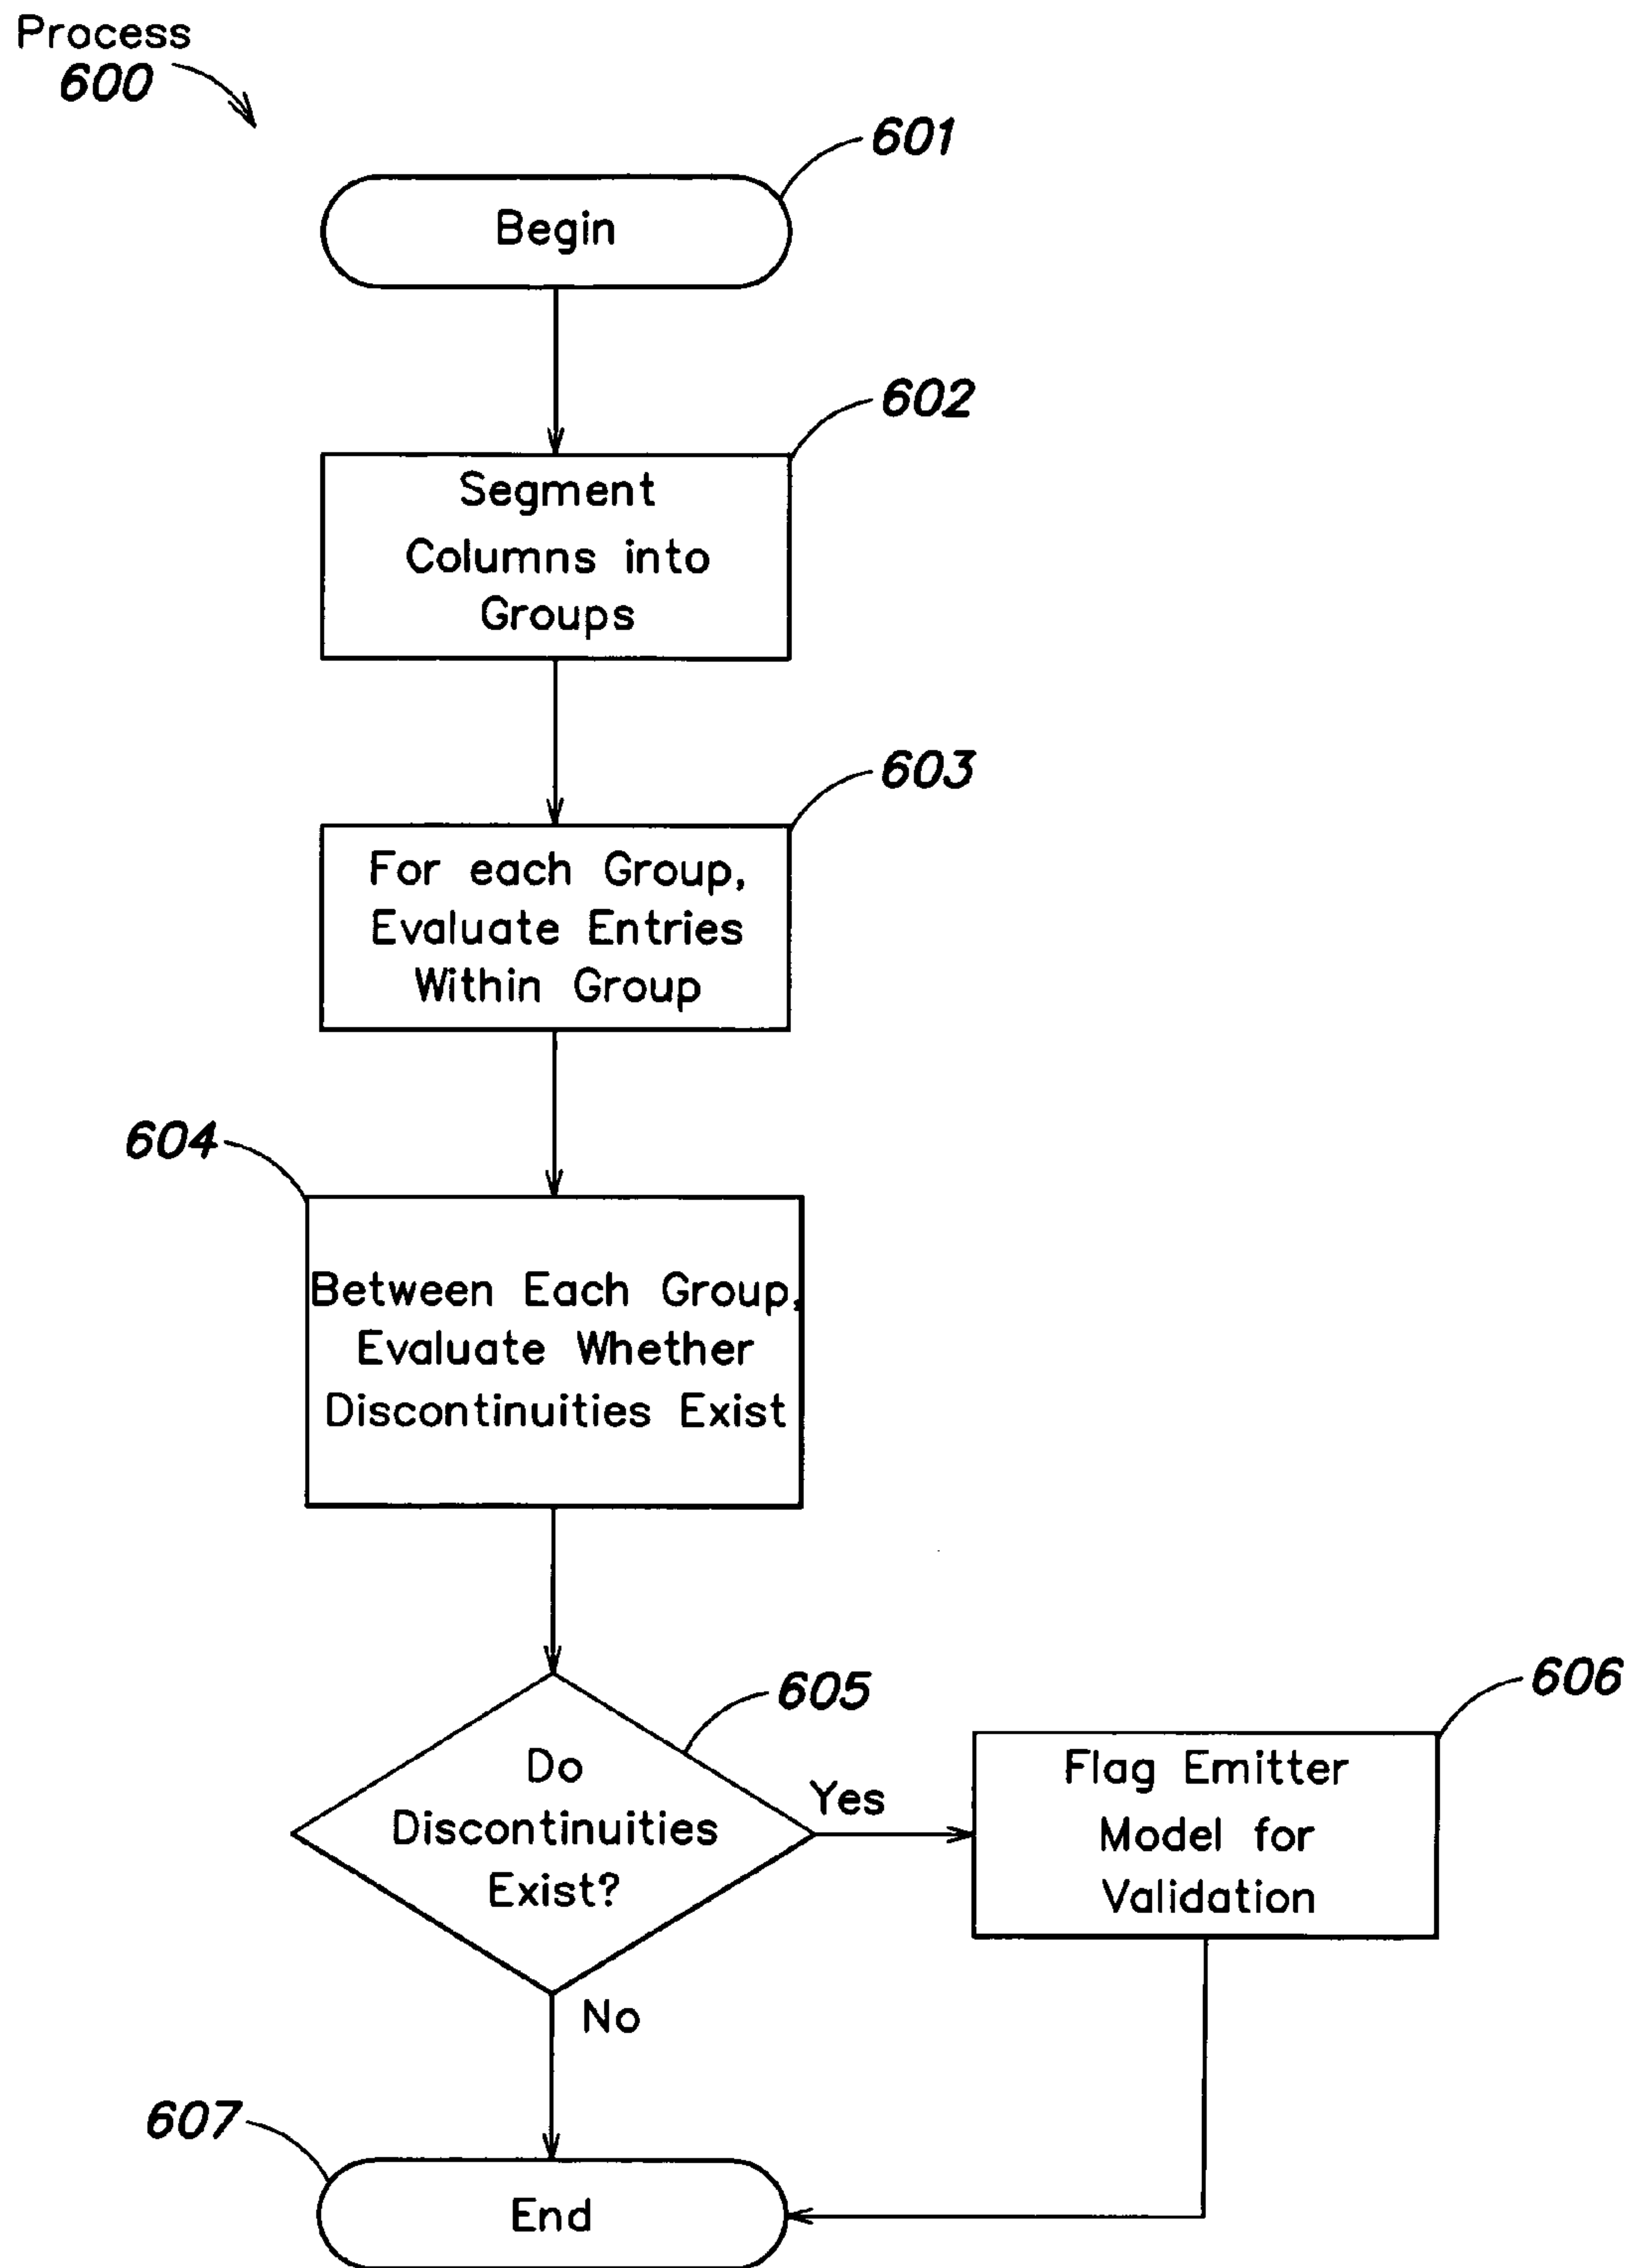 Process
600
601
Begin
602
Segment
Columns into
Groups
603
For each Group,
Evaluate Entries
Within Group
604
Between Each Group,
Evaluate Whether
Discontinuities Exist
605
Do
Discontinuities
Exist?
Yes
606
Flag Emitter
Model for
Validation
No
607
End